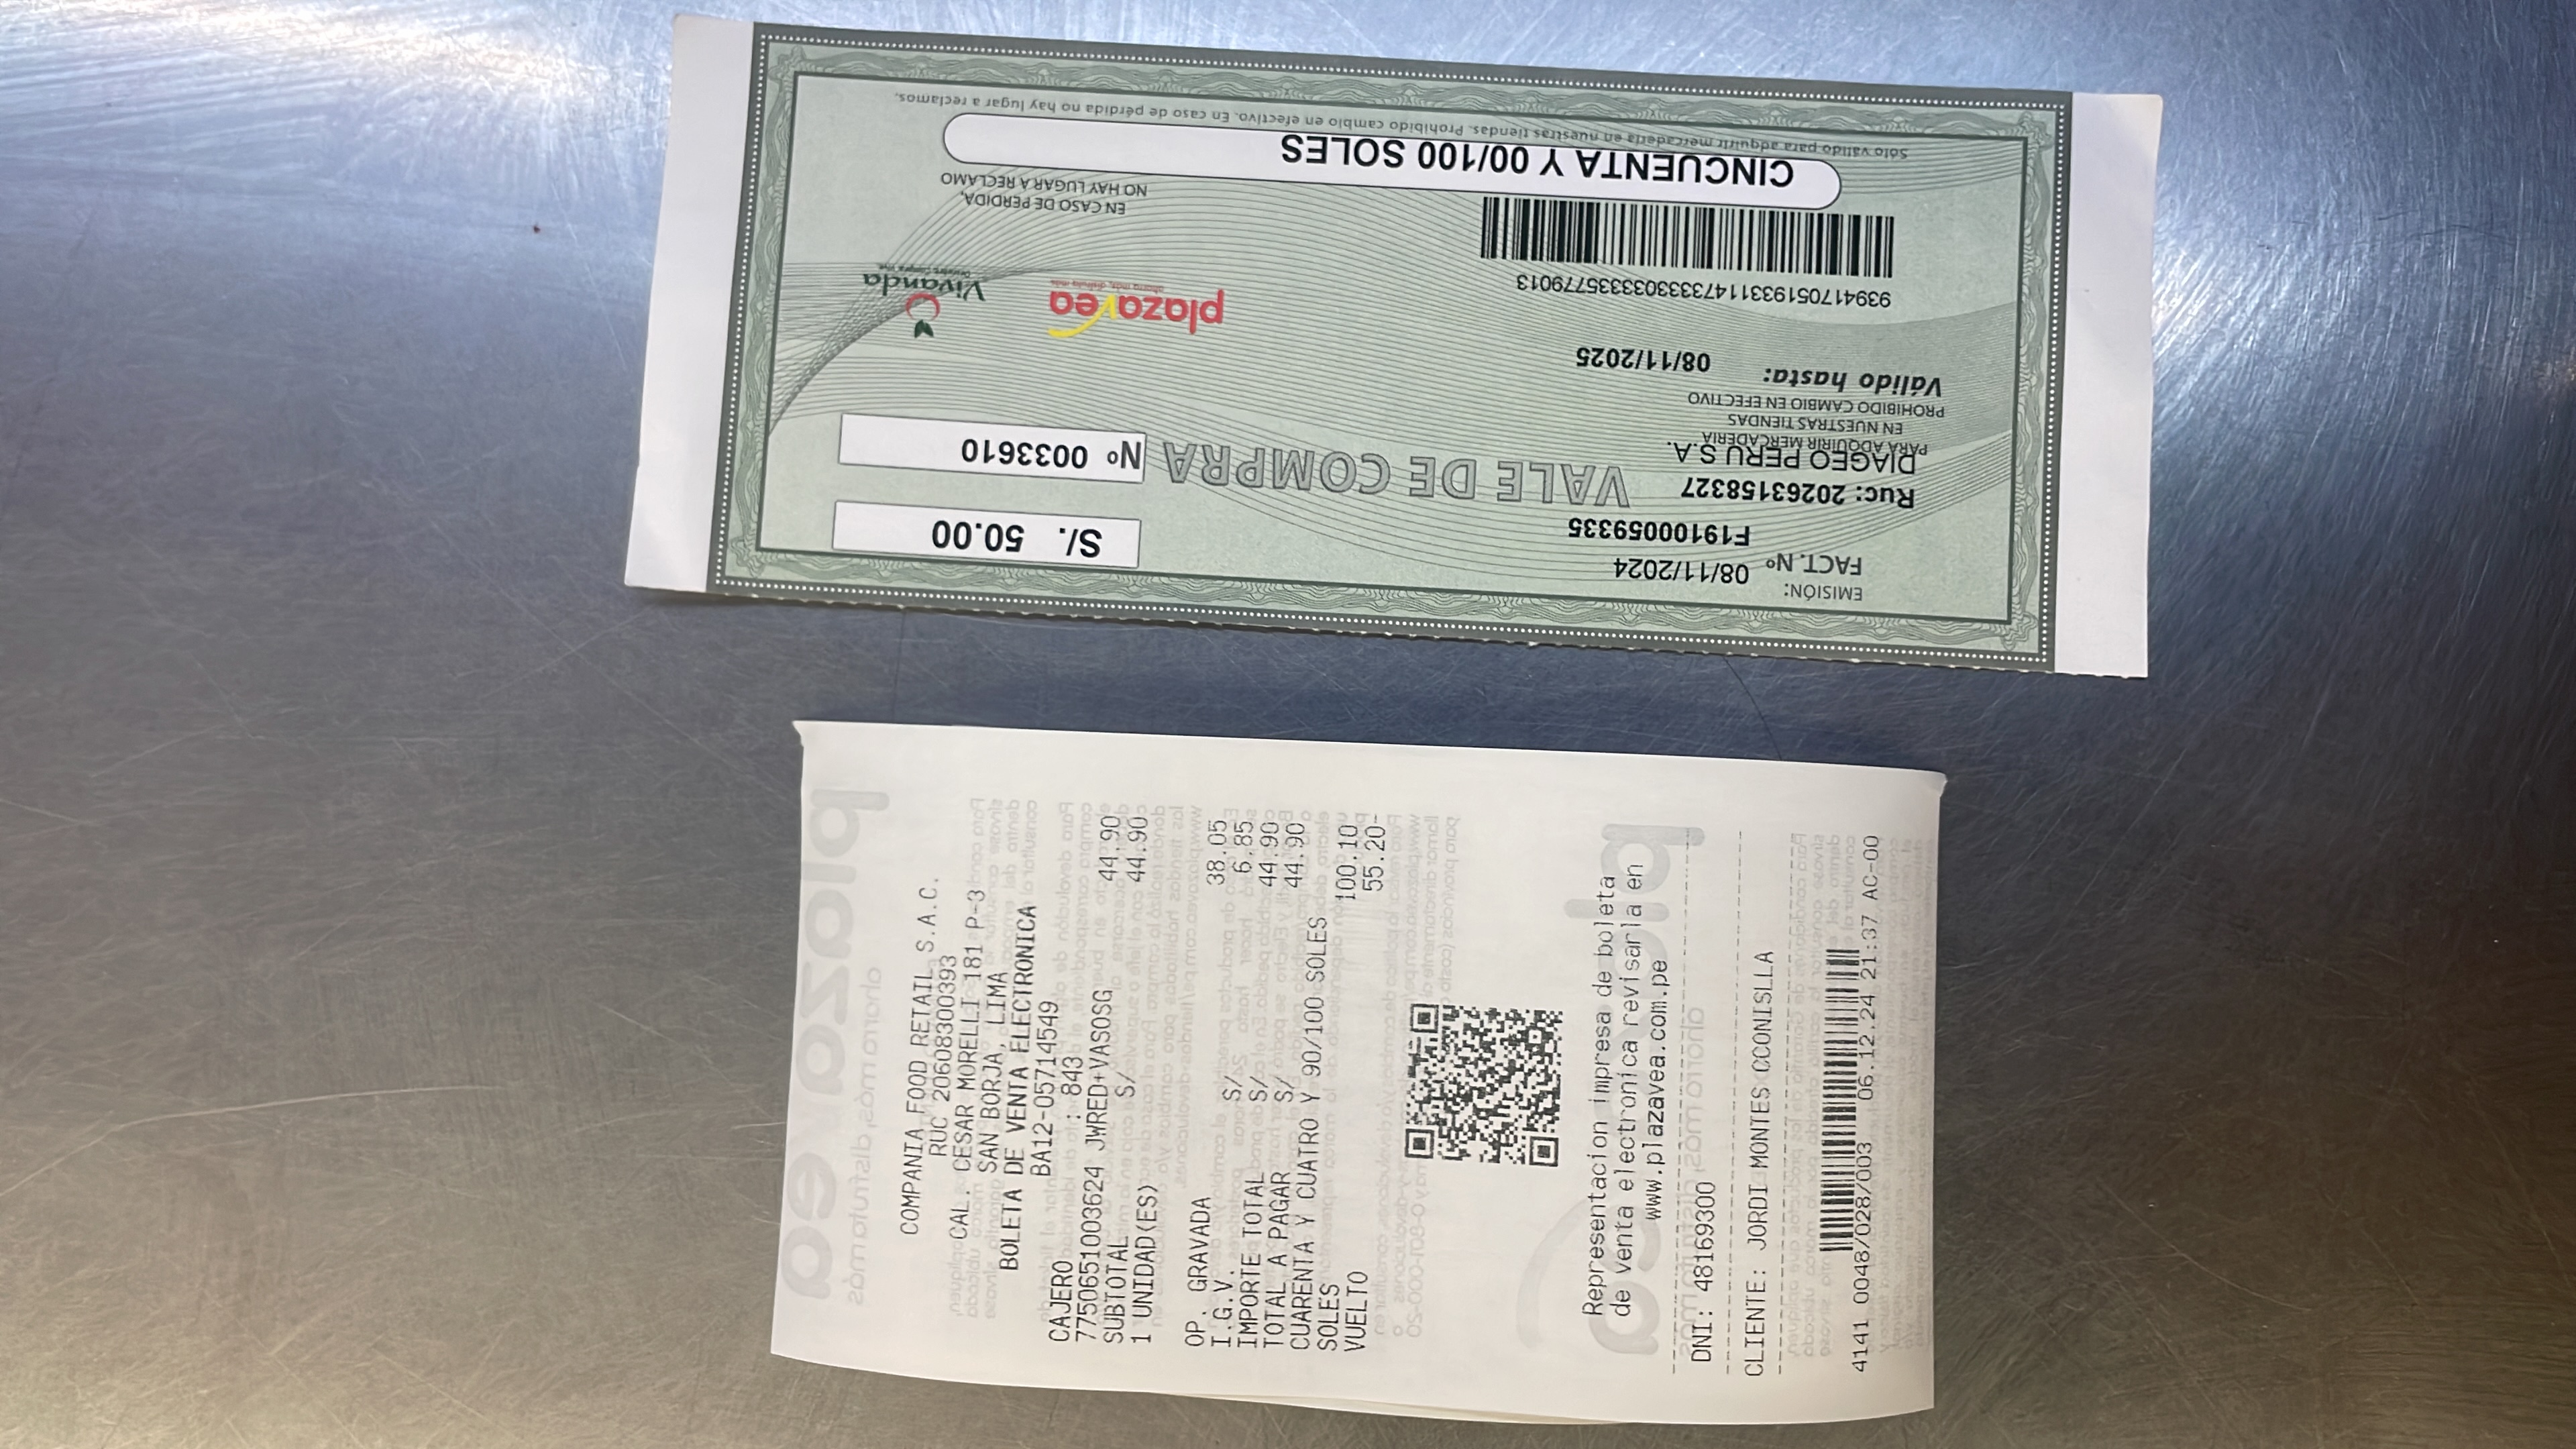 plazavea
ahorra más, disfruta más
COMPANIA FOOD RETAIL S.A.C.
RUC 20608300393
CAL. CESAR MORELLI 181 P-3
SAN BORJA, LIMA
BOLETA DE VENTA ELECTRONICA
BA12-05714549
CAJERO : 843
7750651003624 JWRED+VASOSG 44.90
SUBTOTAL S/ 44.90
1 UNIDAD(ES)
OP. GRAVADA 38.05
I.G.V. S/ 6.85
IMPORTE TOTAL S/ 44.90
TOTAL A PAGAR S/ 44.90
CUARENTA Y CUATRO Y 90/100 SOLES
SOLES 100.10
VUELTO 55.20-
Representacion impresa de boleta
de venta electronica revisarla en
www.plazavea.com.pe
DNI: 48169300
CLIENTE: JORDI MONTES CCONISLLA
4141 0048/028/003 06.12.24 21:37 AC-00
EMISIÓN: 08/11/2024
S/. 50.00
FACT. Nº F19100059335
VALE DE COMPRA Nº 0033610
Ruc: 20263158327
DIAGEO PERU S.A.
PARA ADQUIRIR MERCADERIA
EN NUESTRAS TIENDAS
PROHIBIDO CAMBIO EN EFECTIVO
Válido hasta: 08/11/2025
plazavea
Vivanda
EN CASO DE PERDIDA,
NO HAY LUGAR A RECLAMO
93941705193311473333033335779013
CINCUENTA Y 00/100 SOLES
Sólo válido para adquirir mercadería en nuestras tiendas. Prohibido cambio en efectivo. En caso de pérdida no hay lugar a reclamos.